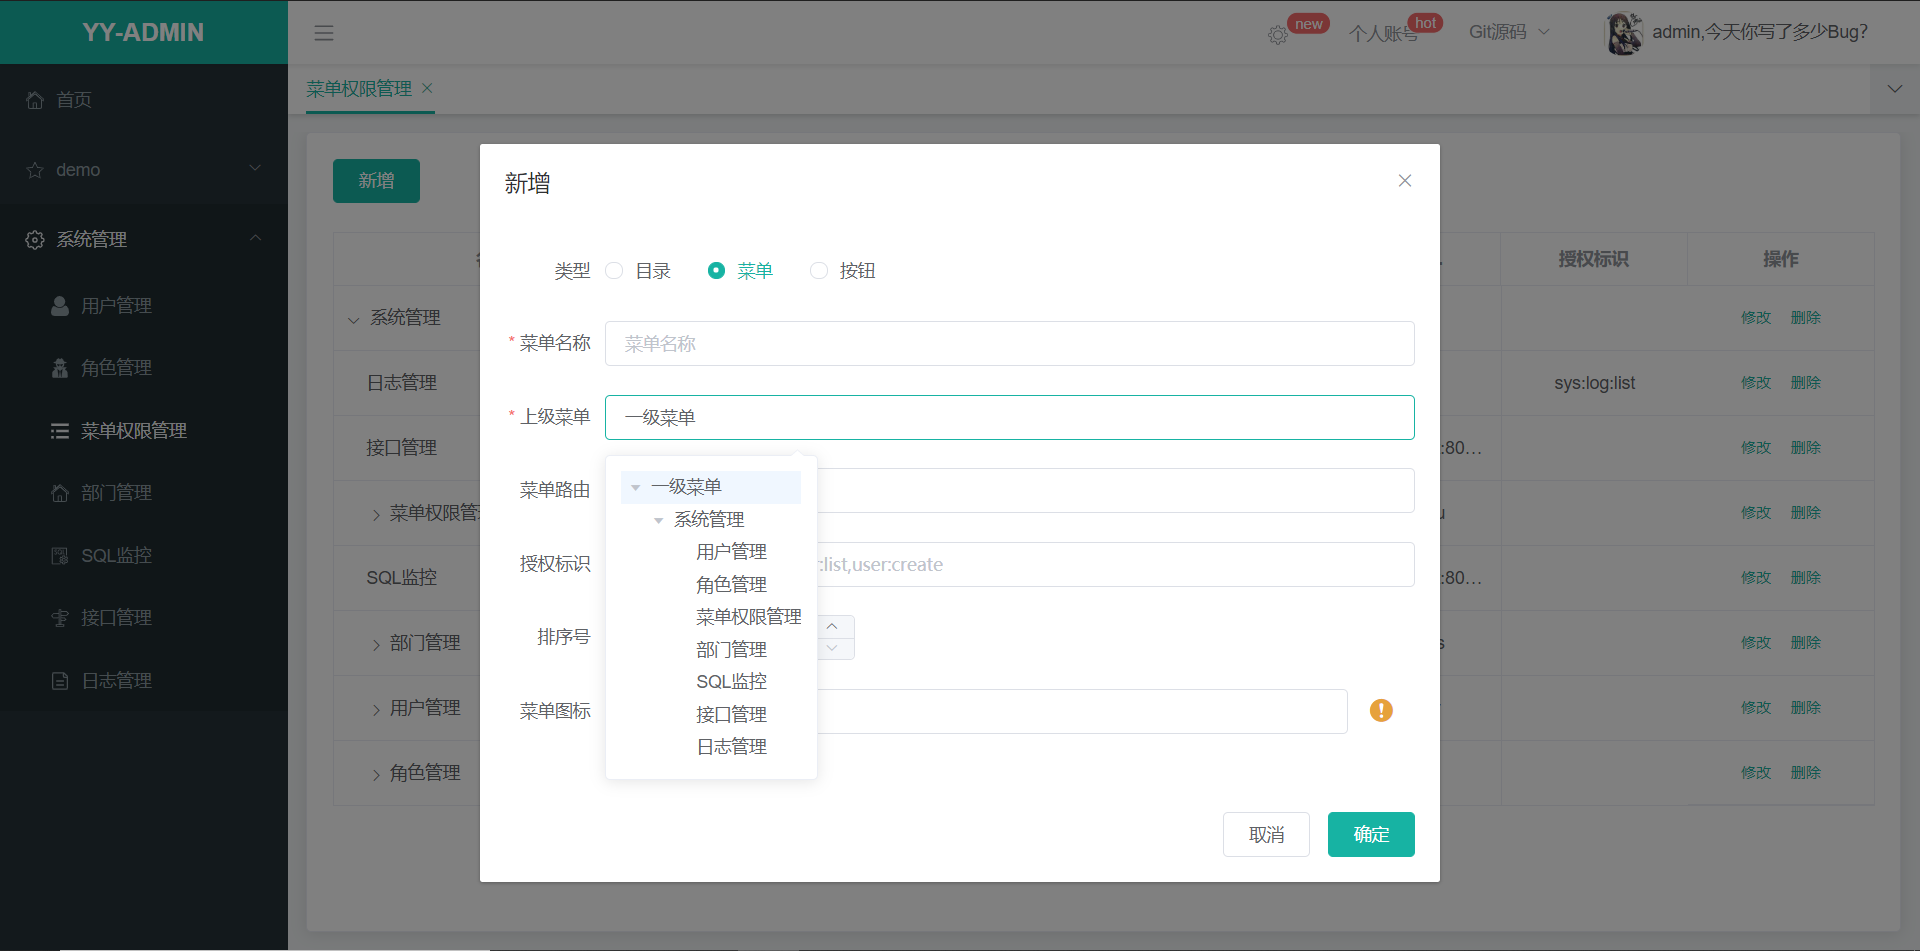 YY-ADMIN
new
个人账号
hot
Git源码
admin,今天你写了多少Bug?
首页
demo
系统管理
用户管理
角色管理
菜单权限管理
部门管理
SQL监控
接口管理
日志管理
菜单权限管理
新增
授权标识
操作
系统管理
修改 删除
日志管理
sys:log:list
修改 删除
接口管理
:80...
修改 删除
菜单权限管
修改 删除
SQL监控
:80...
修改 删除
部门管理
s
修改 删除
用户管理
修改 删除
角色管理
修改 删除
新增
类型 目录 菜单 按钮
* 菜单名称 菜单名称
* 上级菜单 一级菜单
菜单路由
授权标识 :list,user:create
排序号
菜单图标
一级菜单
系统管理
用户管理
角色管理
菜单权限管理
部门管理
SQL监控
接口管理
日志管理
取消 确定